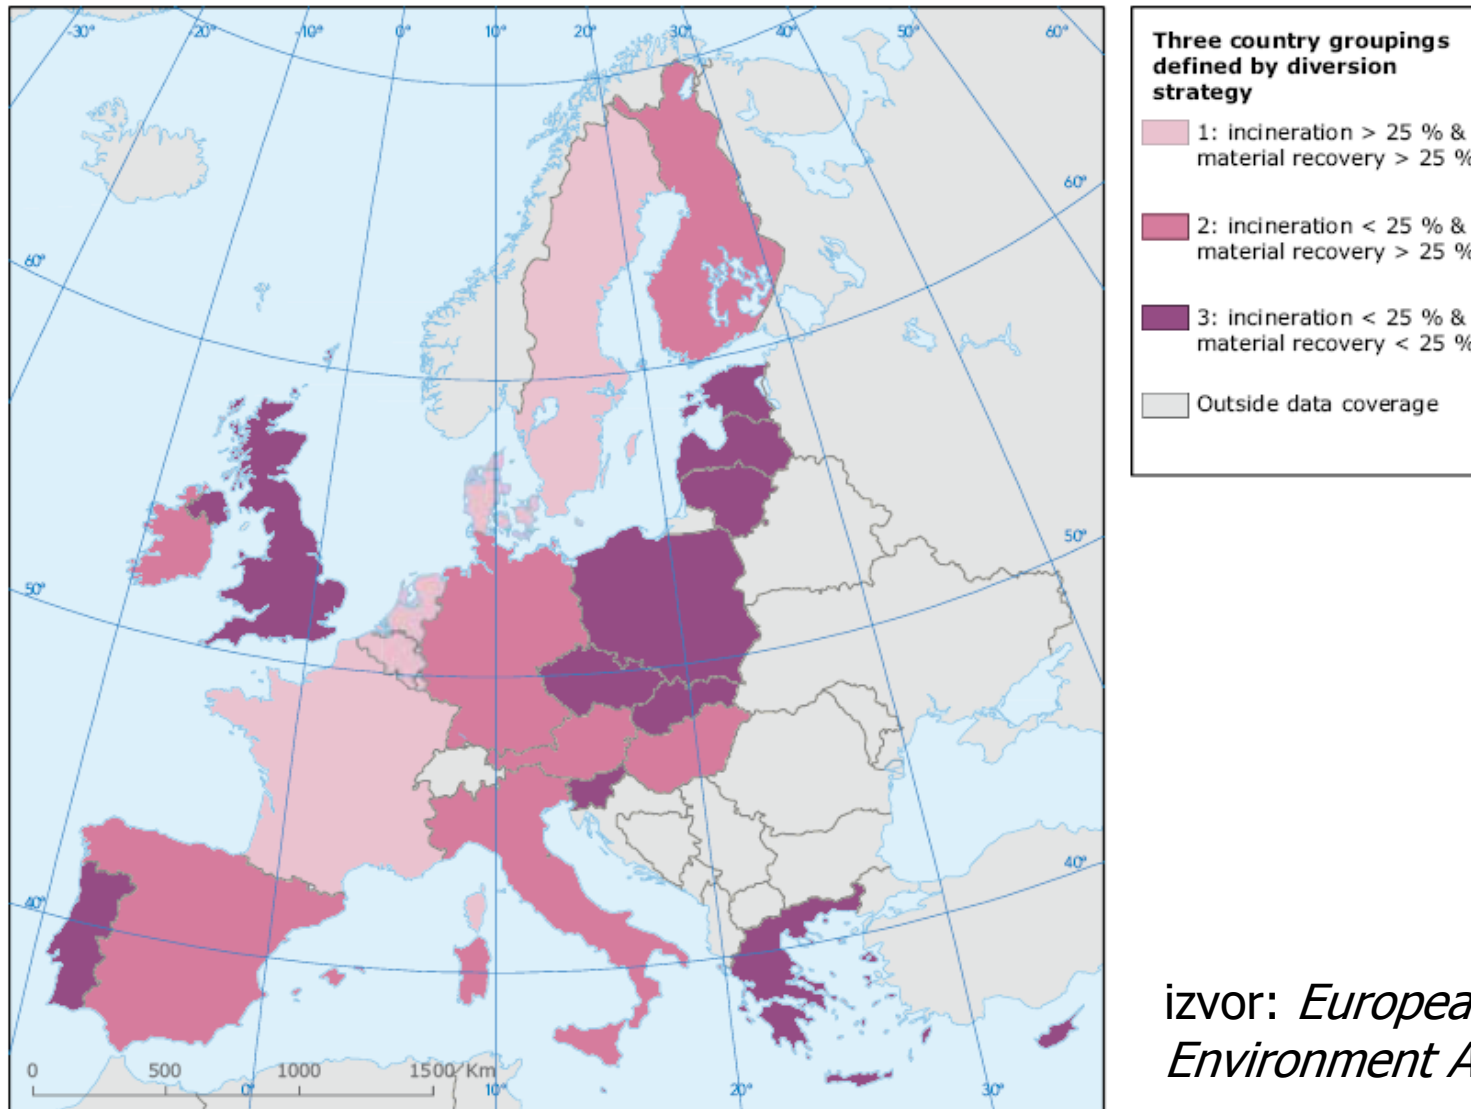 -30° -20° 0° 10° 20° 30° 40° 50° 60°
60°
60°
50°
50°
40°
40°
0 500 1000 1500 Km
0° 10° 20° 30°
Three country groupings
defined by diversion
strategy
1: incineration > 25 % &
material recovery > 25 %
2: incineration < 25 % &
material recovery > 25 %
3: incineration < 25 % &
material recovery < 25 %
Outside data coverage
izvor: Europea
Environment A